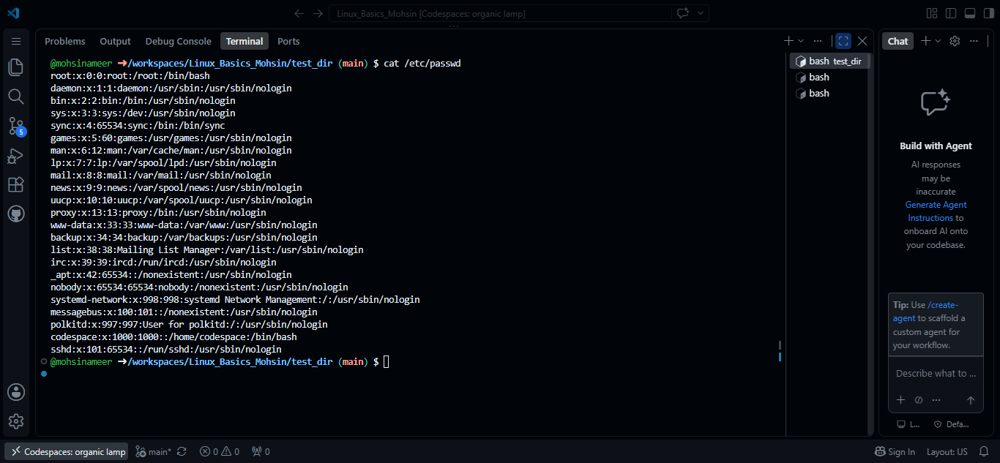 Linux_Basics_Mohsin [Codespaces: organic lamp]
Problems Output Debug Console Terminal Ports
@mohsinameer ➜/workspaces/Linux_Basics_Mohsin/test_dir (main) $ cat /etc/passwd
root:x:0:0:root:/root:/bin/bash
daemon:x:1:1:daemon:/usr/sbin:/usr/sbin/nologin
bin:x:2:2:bin:/bin:/usr/sbin/nologin
sys:x:3:3:sys:/dev:/usr/sbin/nologin
sync:x:4:65534:sync:/bin:/bin/sync
games:x:5:60:games:/usr/games:/usr/sbin/nologin
man:x:6:12:man:/var/cache/man:/usr/sbin/nologin
lp:x:7:7:lp:/var/spool/lpd:/usr/sbin/nologin
mail:x:8:8:mail:/var/mail:/usr/sbin/nologin
news:x:9:9:news:/var/spool/news:/usr/sbin/nologin
uucp:x:10:10:uucp:/var/spool/uucp:/usr/sbin/nologin
proxy:x:13:13:proxy:/bin:/usr/sbin/nologin
www-data:x:33:33:www-data:/var/www:/usr/sbin/nologin
backup:x:34:34:backup:/var/backups:/usr/sbin/nologin
list:x:38:38:Mailing List Manager:/var/list:/usr/sbin/nologin
irc:x:39:39:ircd:/run/ircd:/usr/sbin/nologin
_apt:x:42:65534::/nonexistent:/usr/sbin/nologin
nobody:x:65534:65534:nobody:/nonexistent:/usr/sbin/nologin
systemd-network:x:998:998:systemd Network Management:/:/usr/sbin/nologin
messagebus:x:100:101::/nonexistent:/usr/sbin/nologin
polkitd:x:997:997:User for polkitd:/:/usr/sbin/nologin
codespace:x:1000:1000::/home/codespace:/bin/bash
sshd:x:101:65534::/run/sshd:/usr/sbin/nologin
@mohsinameer ➜/workspaces/Linux_Basics_Mohsin/test_dir (main) $
bash test_dir
bash
bash
Chat
Build with Agent
AI responses
may be
inaccurate
Generate Agent
Instructions to
onboard AI onto
your codebase.
Tip: Use /create-
agent to scaffold a
custom agent for
your workflow.
Describe what to ...
L...
Defa...
5
Codespaces: organic lamp main* 0 0 0
Sign In Layout: US